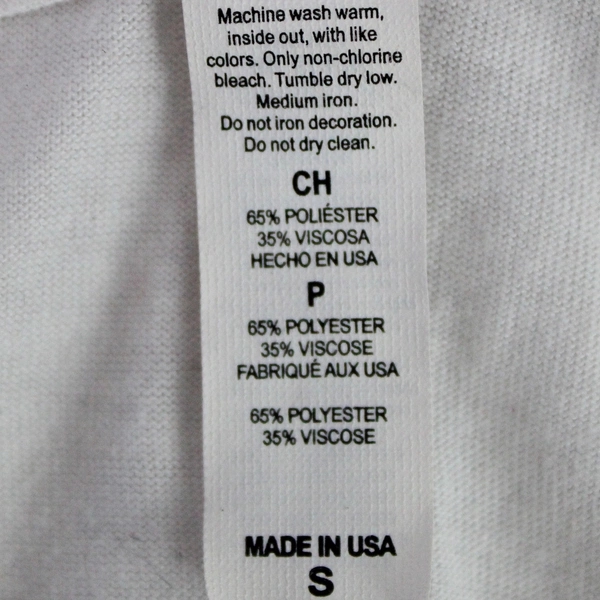 Machine wash warm,
inside out, with like
colors. Only non-chlorine
bleach. Tumble dry low.
Medium iron.
Do not iron decoration.
Do not dry clean.
CH
65% POLIÉSTER
35% VISCOSA
HECHO EN USA
P
65% POLYESTER
35% VISCOSE
FABRIQUÉ AUX USA
65% POLYESTER
35% VISCOSE
MADE IN USA
S